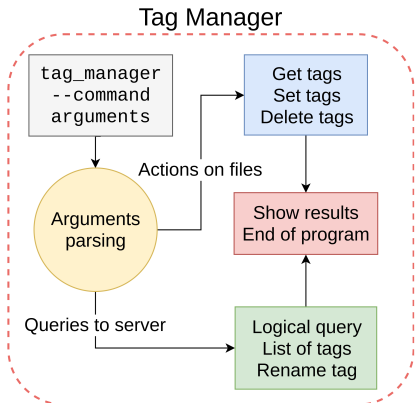 Tag Manager
tag_manager
--command
arguments
Get tags
Set tags
Delete tags
Actions on files
Arguments
parsing
Show results
End of program
Queries to server
Logical query
List of tags
Rename tag